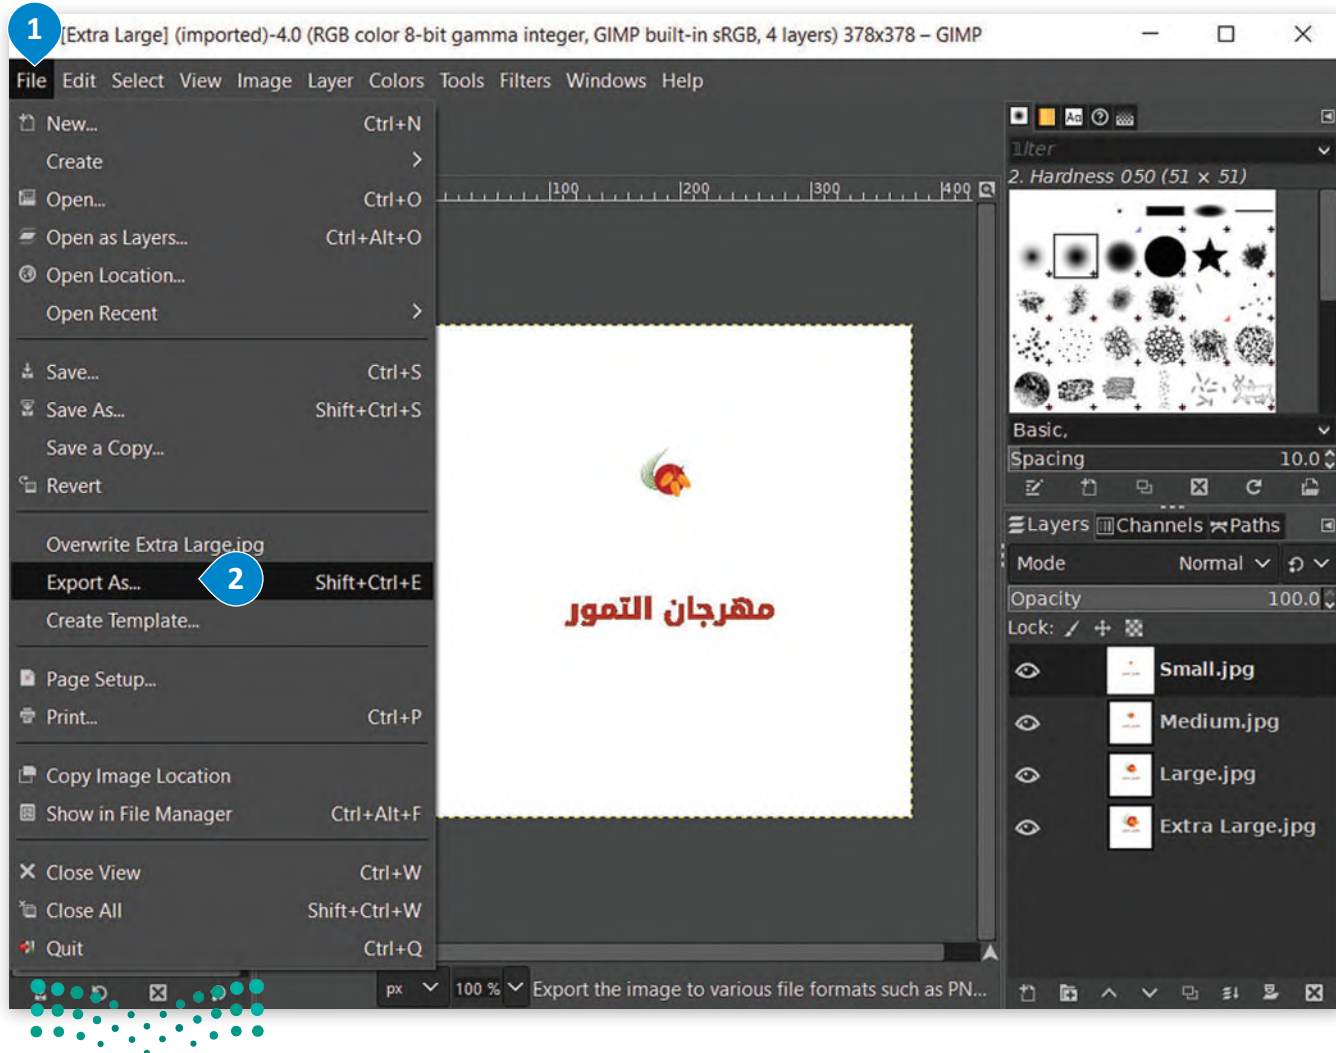 1
[Extra Large] (imported)-4.0 (RGB color 8-bit gamma integer, GIMP built-in sRGB, 4 layers) 378x378 – GIMP
File Edit Select View Image Layer Colors Tools Filters Windows Help
New... Ctrl+N
Create
Open... Ctrl+O
Open as Layers... Ctrl+Alt+O
Open Location...
Open Recent
Save... Ctrl+S
Save As... Shift+Ctrl+S
Save a Copy...
Revert
Overwrite Extra Large.jpg
Export As... 2 Shift+Ctrl+E
Create Template...
Page Setup...
Print... Ctrl+P
Copy Image Location
Show in File Manager Ctrl+Alt+F
Close View Ctrl+W
Close All Shift+Ctrl+W
Quit Ctrl+Q
100 200 300 400
مهرجان التمور
px 100 % Export the image to various file formats such as PN...
Aa
2. Hardness 050 (51 × 51)
Basic,
Spacing 10.0
Layers Channels Paths
Mode Normal
Opacity 100.0
Lock:
Small.jpg
Medium.jpg
Large.jpg
Extra Large.jpg